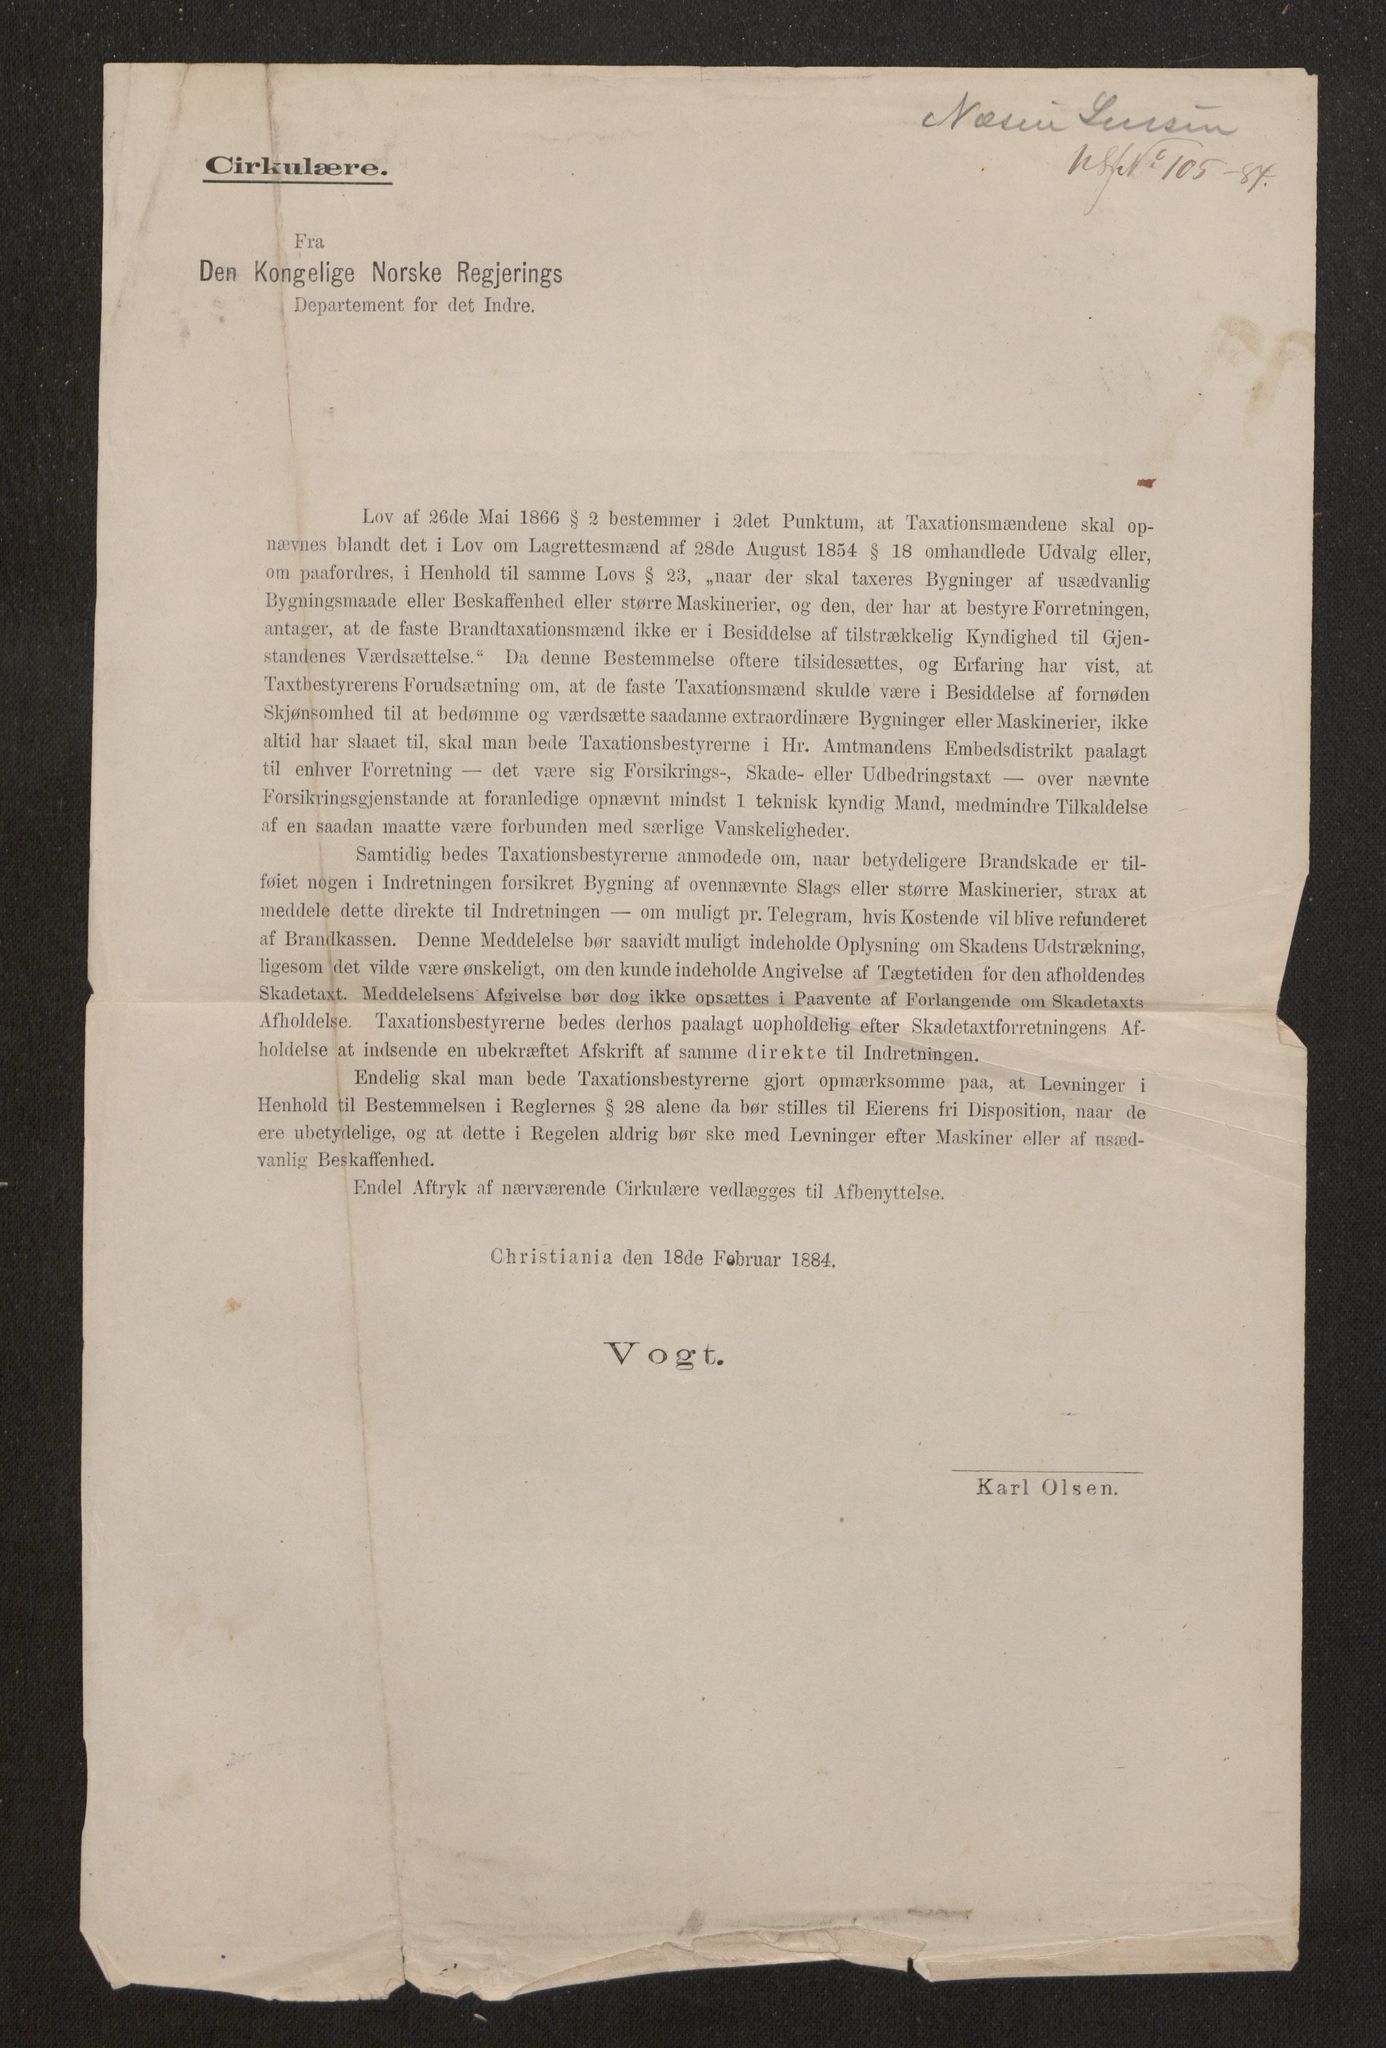 Cirkulære.
Fra
Den Kongelige Norske Regjerings
Departement for det Indre.
No 105-84.
Lov af 26de Mai 1866 § 2 bestemmer i 2det Punktum, at Taxationsmændene skal op-
nævnes blandt det i Lov om Lagrettesmænd af 28de August 1854 § 18 omhandlede Udvalg eller,
om paafordres, i Henhold til samme Lovs § 23, „naar der skal taxeres Bygninger af usædvanlig
Bygningsmaade eller Beskaffenhed eller større Maskinerier, og den, der har at bestyre Forretningen,
antager, at de faste Brandtaxationsmænd ikke er i Besiddelse af tilstrækkelig Kyndighed til Gjen-
standenes Værdsættelse.“ Da denne Bestemmelse oftere tilsidesættes, og Erfaring har vist, at
Taxtbestyrerens Forudsætning om, at de faste Taxationsmænd skulde være i Besiddelse af fornøden
Skjønsomhed til at bedømme og værdsætte saadanne extraordinære Bygninger eller Maskinerier, ikke
altid har slaaet til, skal man bede Taxationsbestyrerne i Hr. Amtmandens Embedsdistrikt paalagt
til enhver Forretning — det være sig Forsikrings-, Skade- eller Udbedringstaxt — over nævnte
Forsikringsgjenstande at foranledige opnævnt mindst 1 teknisk kyndig Mand, medmindre Tilkaldelse
af en saadan maatte være forbunden med særlige Vanskeligheder.
Samtidig bedes Taxationsbestyrerne anmodede om, naar betydeligere Brandskade er til-
føiet nogen i Indretningen forsikret Bygning af ovennævnte Slags eller større Maskinerier, strax at
meddele dette direkte til Indretningen — om muligt pr. Telegram, hvis Kostende vil blive refunderet
af Brandkassen. Denne Meddelelse bør saavidt muligt indeholde Oplysning om Skadens Udstrækning,
ligesom det vilde være ønskeligt, om den kunde indeholde Angivelse af Tægtetiden for den afholdendes
Skadetaxt. Meddelelsens Afgivelse bør dog ikke opsættes i Paavente af Forlangende om Skadetaxts
Afholdelse. Taxationsbestyrerne bedes derhos paalagt uopholdelig efter Skadetaxtforretningens Af-
holdelse at indsende en ubekræftet Afskrift af samme direkte til Indretningen.
Endelig skal man bede Taxationsbestyrerne gjort opmærksomme paa, at Levninger i
Henhold til Bestemmelsen i Reglernes § 28 alene da bør stilles til Eierens fri Disposition, naar de
ere ubetydelige, og at dette i Regelen aldrig bør ske med Levninger efter Maskiner eller af usæd-
vanlig Beskaffenhed.
Endel Aftryk af nærværende Cirkulære vedlægges til Afbenyttelse.
Christiania den 18de Februar 1884.
Vogt.
Karl Olsen.